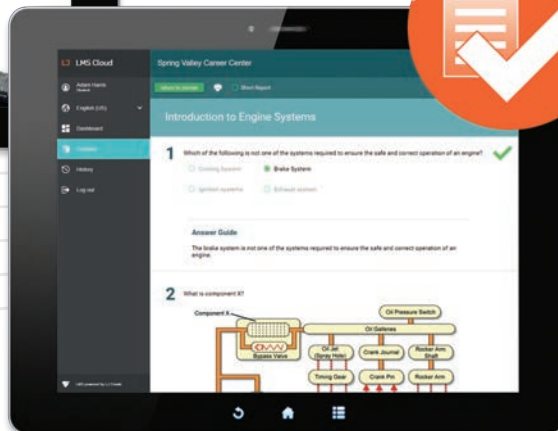 LMS Cloud
Spring Valley Career Center
Adam Harris
Student
English (US)
Short Report
Dashboard
Introduction to Engine Systems
History
Log out
1
Which of the following is not one of the systems required to ensure the safe and correct operation of an engine?
Cooling System
Brake System
Ignition systems
Exhaust system
Answer Guide
The brake system is not one of the systems required to ensure the safe and correct operation of an
engine.
2
What is component X?
Component X
Oil Pressure Switch
Oil Galleries
Bypass Valve
Oil Jet
(Spray Hole)
Crank Journal
Rocker Arm
Shaft
Timing Gear
Crank Pin
Rocker Arm